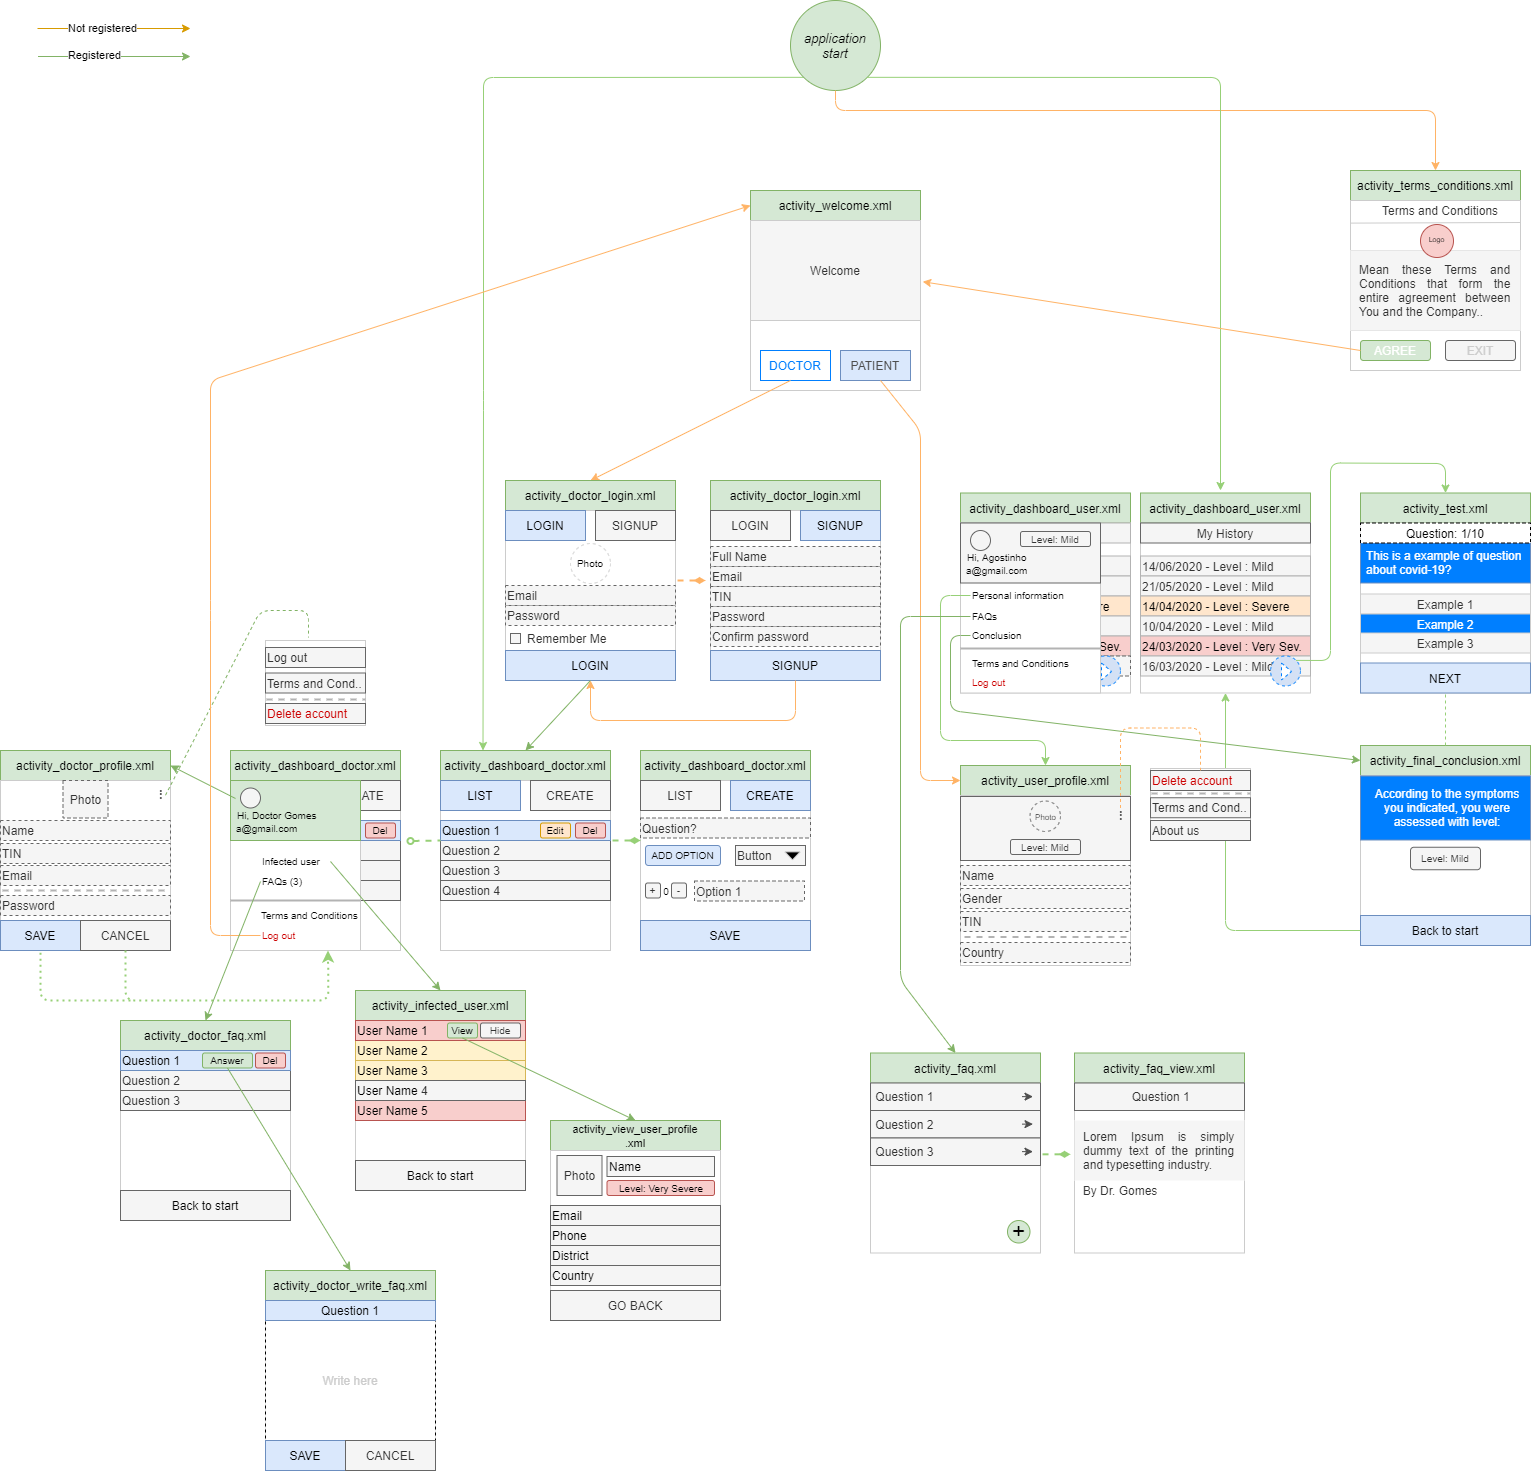 Not registered
Registered
application
start
activity_terms_conditions.xml
Terms and Conditions
Logo
Mean these Terms and
Conditions that form the
entire agreement between
You and the Company..
AGREE
EXIT
activity_welcome.xml
Welcome
DOCTOR
PATIENT
activity_doctor_login.xml
LOGIN
SIGNUP
Photo
Email
Password
Remember Me
LOGIN
activity_doctor_login.xml
LOGIN
SIGNUP
Full Name
Email
TIN
Password
Confirm password
SIGNUP
activity_dashboard_user.xml
Level: Mild
Hi, Agostinho
a@gmail.com
Personal information
FAQs
Conclusion
Terms and Conditions
Log out
re
Sev.
activity_dashboard_user.xml
My History
14/06/2020 - Level : Mild
21/05/2020 - Level : Mild
14/04/2020 - Level : Severe
10/04/2020 - Level : Mild
24/03/2020 - Level : Very Sev.
16/03/2020 - Level : Mild
activity_test.xml
Question: 1/10
This is a example of question
about covid-19?
Example 1
Example 2
Example 3
NEXT
Log out
Terms and Cond..
Delete account
activity_doctor_profile.xml
Photo
Name
TIN
Email
Password
SAVE
CANCEL
activity_dashboard_doctor.xml
ATE
Hi, Doctor Gomes
a@gmail.com
Del
Infected user
FAQs (3)
Terms and Conditions
Log out
activity_dashboard_doctor.xml
LIST
CREATE
Question 1
Edit
Del
Question 2
Question 3
Question 4
activity_dashboard_doctor.xml
LIST
CREATE
Question?
ADD OPTION
Button
+ 0 -
Option 1
SAVE
activity_user_profile.xml
Photo
Level: Mild
Name
Gender
TIN
Country
Delete account
Terms and Cond..
About us
activity_final_conclusion.xml
According to the symptoms
you indicated, you were
assessed with level:
Level: Mild
Back to start
activity_doctor_faq.xml
Question 1
Answer
Del
Question 2
Question 3
Back to start
activity_infected_user.xml
User Name 1
View
Hide
User Name 2
User Name 3
User Name 4
User Name 5
Back to start
activity_view_user_profile
.xml
Photo
Name
Level: Very Severe
Email
Phone
District
Country
GO BACK
activity_faq.xml
Question 1
Question 2
Question 3
+
activity_faq_view.xml
Question 1
Lorem Ipsum is simply
dummy text of the printing
and typesetting industry.
By Dr. Gomes
activity_doctor_write_faq.xml
Question 1
Write here
SAVE
CANCEL